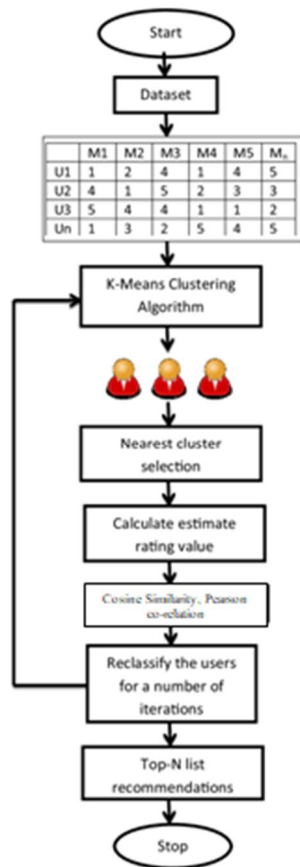 Start
Dataset
M1 M2 M3 M4 M5 Mn
U1 1 2 4 1 4 5
U2 4 1 5 2 3 3
U3 5 4 4 1 1 2
Un 1 3 2 5 4 5
K-Means Clustering
Algorithm
Nearest cluster
selection
Calculate estimate
rating value
Cosine Similarity, Pearson
co-relation
Reclassify the users
for a number of
iterations
Top-N list
recommendations
Stop